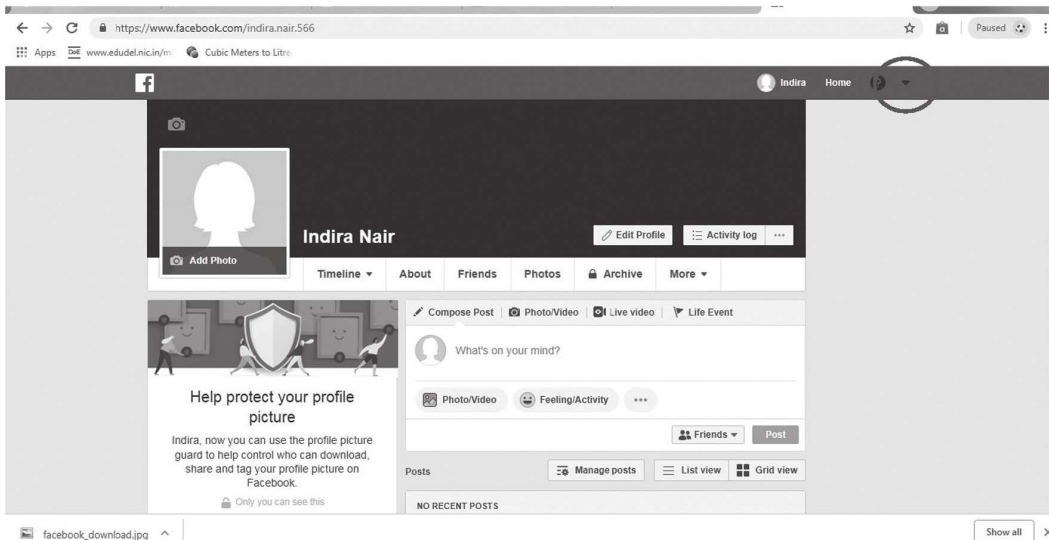 https://www.facebook.com/indira.nair.566
Paused
Apps DoE www.edudel.nic.in/m Cubic Meters to Litre
f Indira Home
Indira Nair
Edit Profile Activity log ...
Add Photo
Timeline About Friends Photos Archive More
Compose Post Photo/Video Live video Life Event
What's on your mind?
Photo/Video Feeling/Activity ...
Help protect your profile
picture
Friends Post
Indira, now you can use the profile picture
guard to help control who can download,
share and tag your profile picture on
Facebook.
Only you can see this
Posts Manage posts List view Grid view
NO RECENT POSTS
facebook_download.jpg Show all